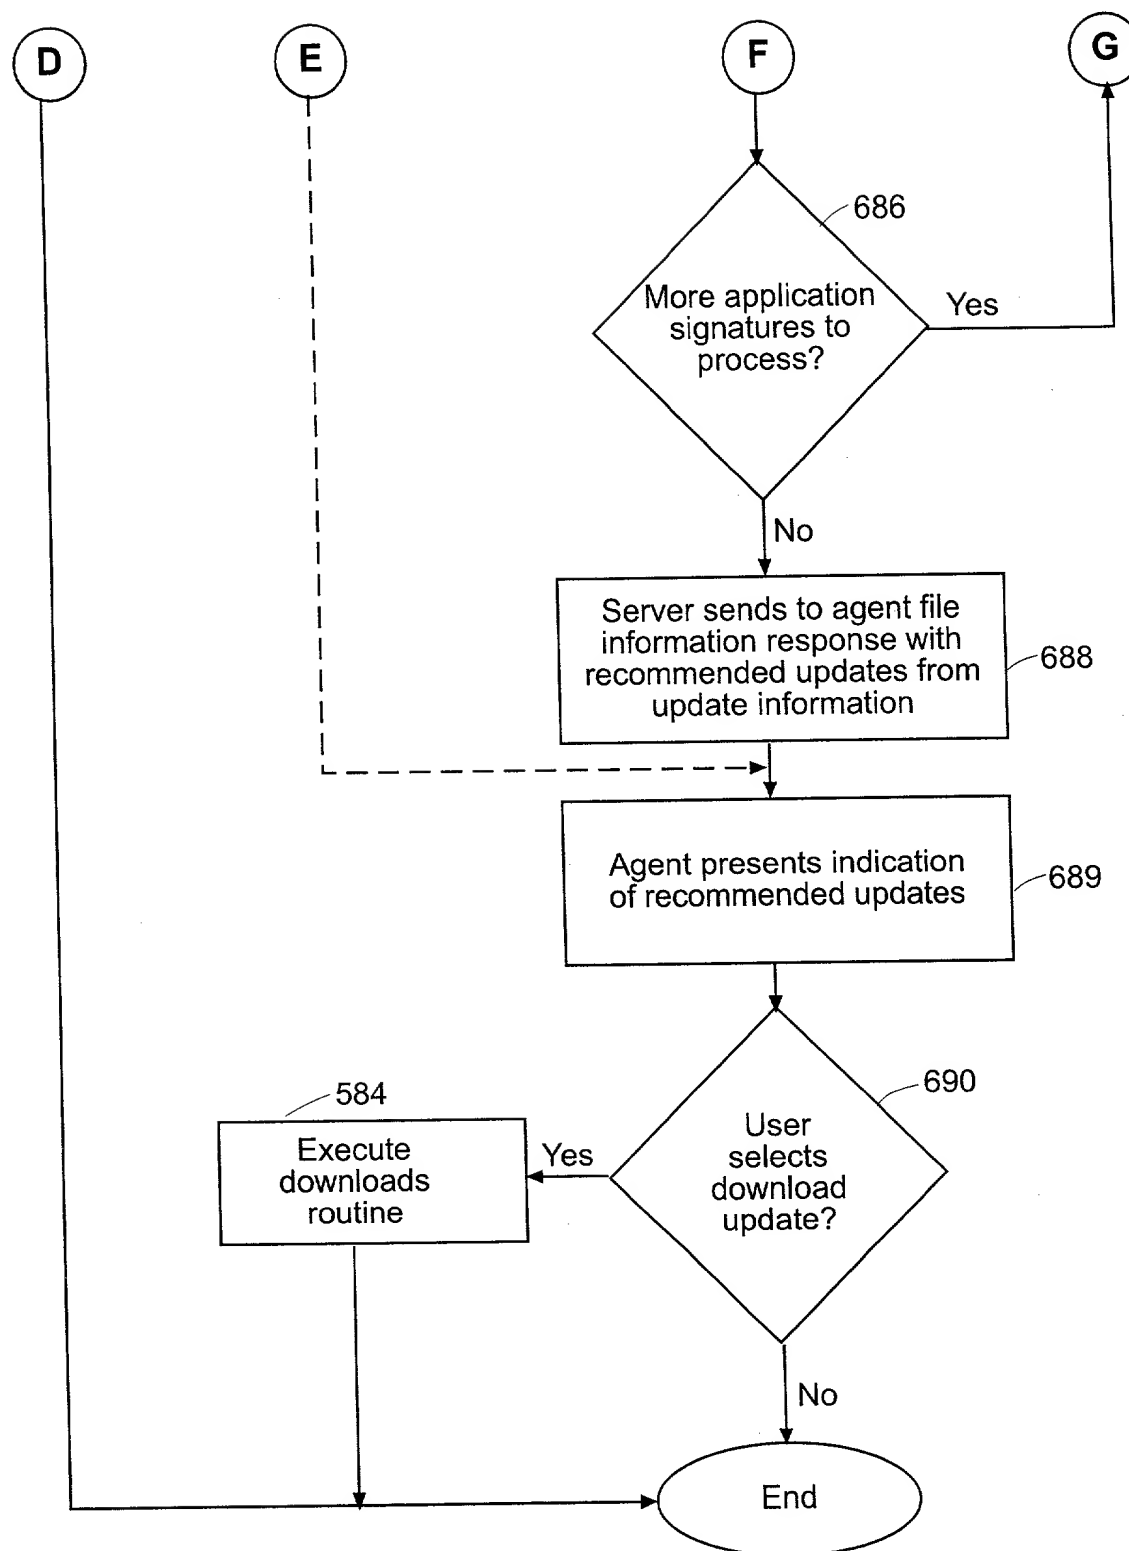 D
E
F
G
686
More application
signatures to
process?
Yes
No
Server sends to agent file
information response with
recommended updates from
update information
688
Agent presents indication
of recommended updates
689
690
User
selects
download
update?
584
Execute
downloads
routine
Yes
No
End